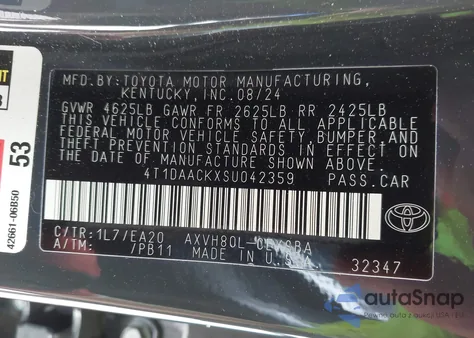 MFD.BY:TOYOTA MOTOR MANUFACTURING,
KENTUCKY, INC.08/24
GVWR 4625LB GAWR FR 2625LB RR 2425LB
THIS VEHICLE CONFORMS TO ALL APPLICABLE
FEDERAL MOTOR VEHICLE SAFETY, BUMPER, AND
THEFT PREVENTION STANDARDS IN EFFECT ON
THE DATE OF MANUFACTURE SHOWN ABOVE.
4T1DAACKXSU042359 PASS.CAR
C/TR:1L7/EA20
A/TM: /PB11 MADE IN U.S.A.
32347
TOYOTA
53
42661-06B50
autoSnap